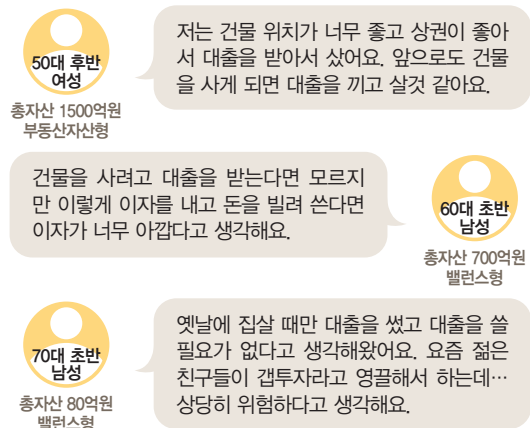 50대 후반
여성
총자산 1500억원
부동산자산형
저는 건물 위치가 너무 좋고 상권이 좋아
서 대출을 받아서 샀어요. 앞으로도 건물
을 사게 되면 대출을 끼고 살것 같아요.
건물을 사려고 대출을 받는다면 모르지
만 이렇게 이자를 내고 돈을 빌려 쓴다면
이자가 너무 아깝다고 생각해요.
60대 초반
남성
총자산 700억원
밸런스형
70대 초반
남성
총자산 80억원
밸런스형
옛날에 집살 때만 대출을 썼고 대출을 쓸
필요가 없다고 생각해왔어요. 요즘 젊은
친구들이 갭투자라고 영끌해서 하는데…
상당히 위험하다고 생각해요.